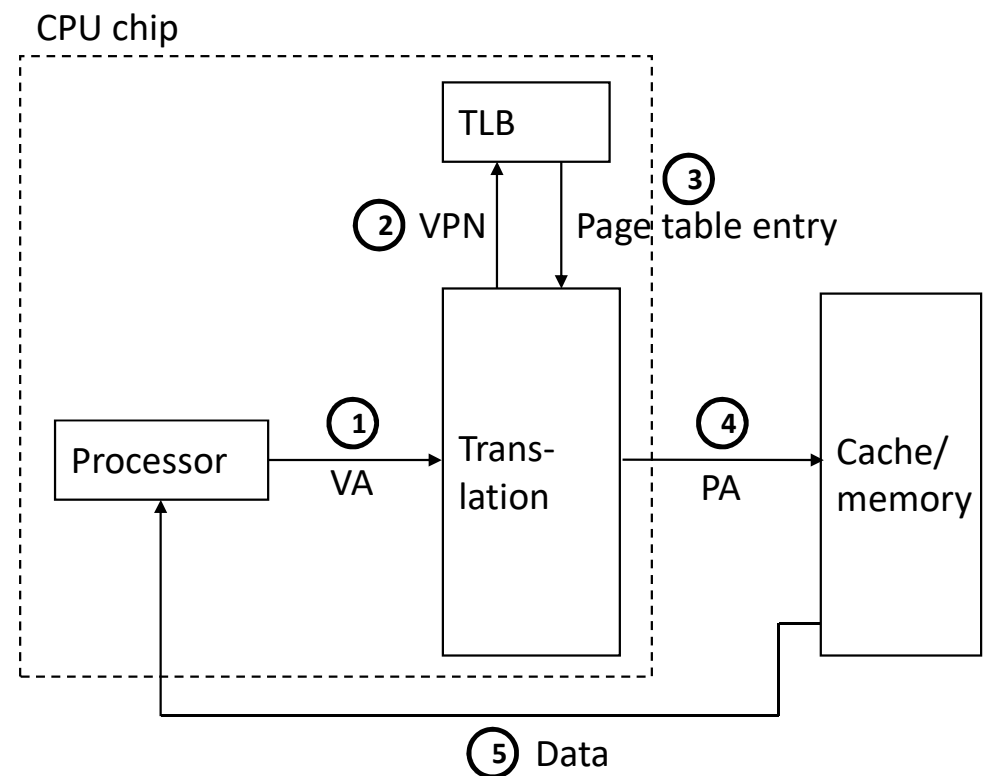 CPU chip
TLB
3
2 VPN
Page table entry
1
4
Processor
VA
Trans-
lation
PA
Cache/
memory
5 Data